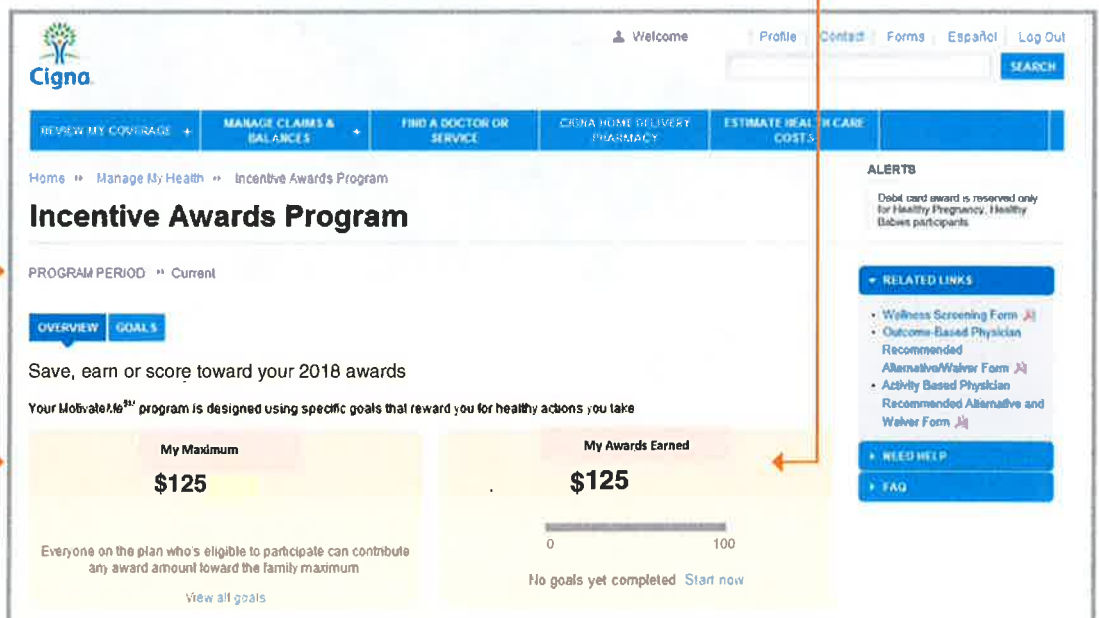 Cigna
Welcome Profile Contact Forms Español Log Out
SEARCH
REVIEW MY COVERAGE +
MANAGE CLAIMS &
BALANCES +
FIND A DOCTOR OR
SERVICE
CIGNA HOME DELIVERY
PHARMACY
ESTIMATE HEALTH CARE
COSTS
Home » Manage My Health » Incentive Awards Program
Incentive Awards Program
PROGRAM PERIOD » Current
OVERVIEW GOALS
Save, earn or score toward your 2018 awards
Your MotivateMe℠ program is designed using specific goals that reward you for healthy actions you take
My Maximum
$125
Everyone on the plan who's eligible to participate can contribute
any award amount toward the family maximum
View all goals
My Awards Earned
$125
0 100
No goals yet completed Start now
ALERTS
Debit card award is reserved only
for Healthy Pregnancy, Healthy
Babies participants
RELATED LINKS
• Wellness Screening Form
• Outcome-Based Physician
Recommended
Alternative/Waiver Form
• Activity Based Physician
Recommended Alternative and
Waiver Form
NEED HELP
FAQ